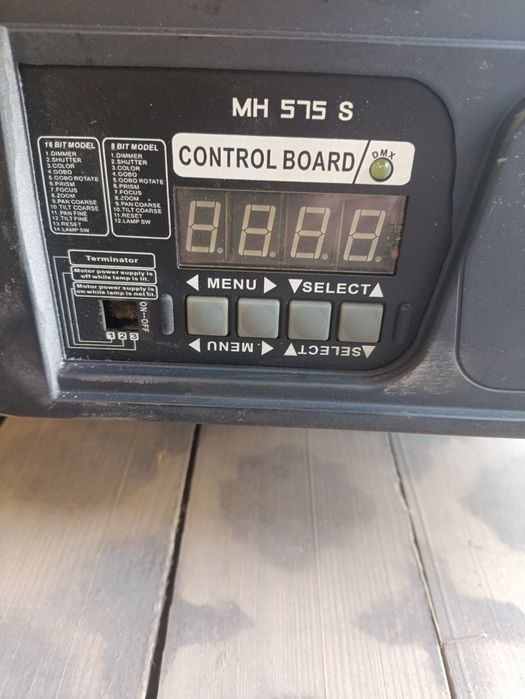 MH 575 S
16 BIT MODEL
1.DIMMER
2.SHUTTER
3.COLOR
4.GOBO
5.GOBO ROTATE
6.PRISM
7.FOCUS
8.ZOOM
9.PAN COARSE
10.TILT COARSE
11.PAN FINE
12.TILT FINE
13.RESET
14.LAMP SW
8 BIT MODEL
1.DIMMER
2.SHUTTER
3.COLOR
4.GOBO
5.GOBO ROTATE
6.PRISM
7.FOCUS
8.ZOOM
9.PAN COARSE
10.TILT COARSE
11.RESET
12.LAMP SW
CONTROL BOARD/
DMX
8.8.8.8
Terminator
Motor power supply is
off while lamp is lit.
Motor power supply is
on while lamp is not lit.
◀ MENU ▶
▼SELECT▲
ON--OFF
1 2 3
◀ MENU ▶
▼SELECT▲